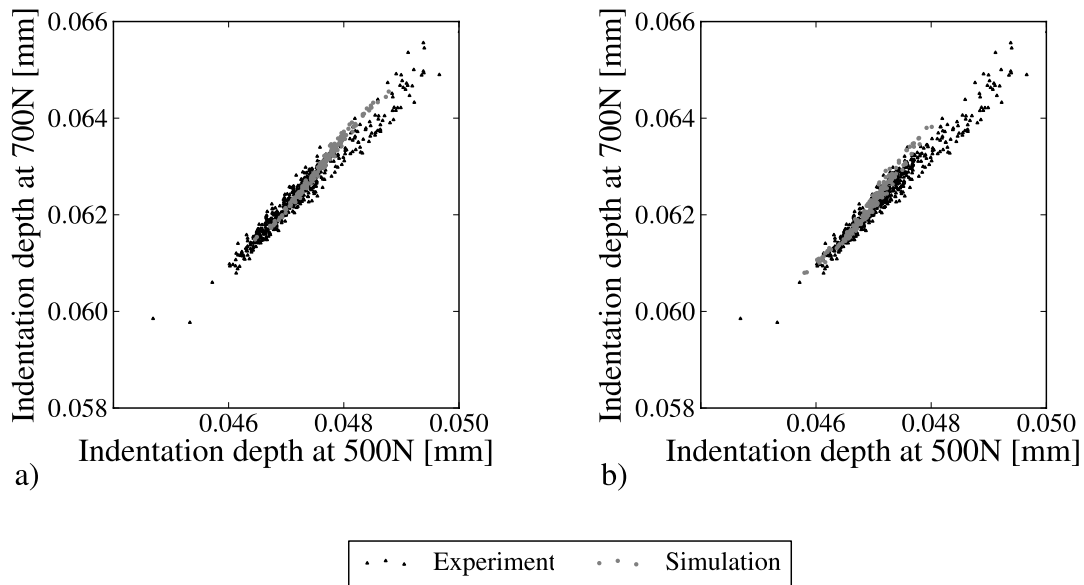 Indentation depth at 700N [mm]
0.066
0.064
0.062
0.060
0.058
0.046
0.048
0.050
Indentation depth at 500N [mm]
a)
Indentation depth at 700N [mm]
0.066
0.064
0.062
0.060
0.058
0.046
0.048
0.050
Indentation depth at 500N [mm]
b)
Experiment
Simulation